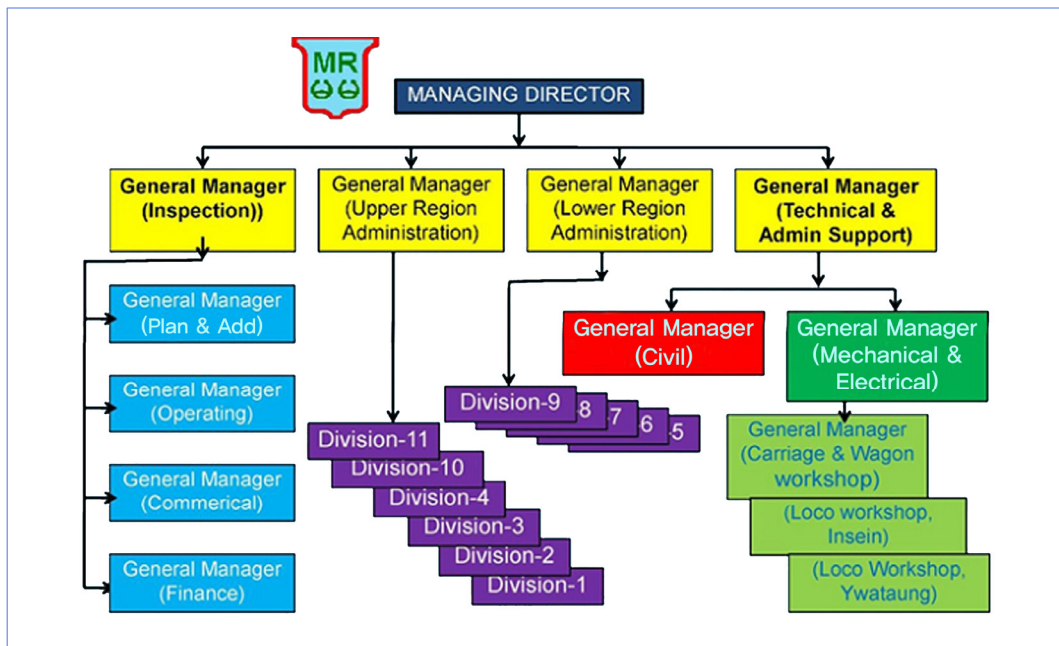 MR
MANAGING DIRECTOR
General Manager
(Inspection))
General Manager
(Upper Region
Administration)
General Manager
(Lower Region
Administration)
General Manager
(Technical &
Admin Support)
General Manager
(Plan & Add)
General Manager
(Operating)
General Manager
(Commerical)
General Manager
(Finance)
Division-11
Division-10
Division-4
Division-3
Division-2
Division-1
Division-9
-8
-7
-6
-5
General Manager
(Civil)
General Manager
(Mechanical &
Electrical)
General Manager
(Carriage & Wagon
workshop)
(Loco workshop,
Insein)
(Loco Workshop,
Ywataung)